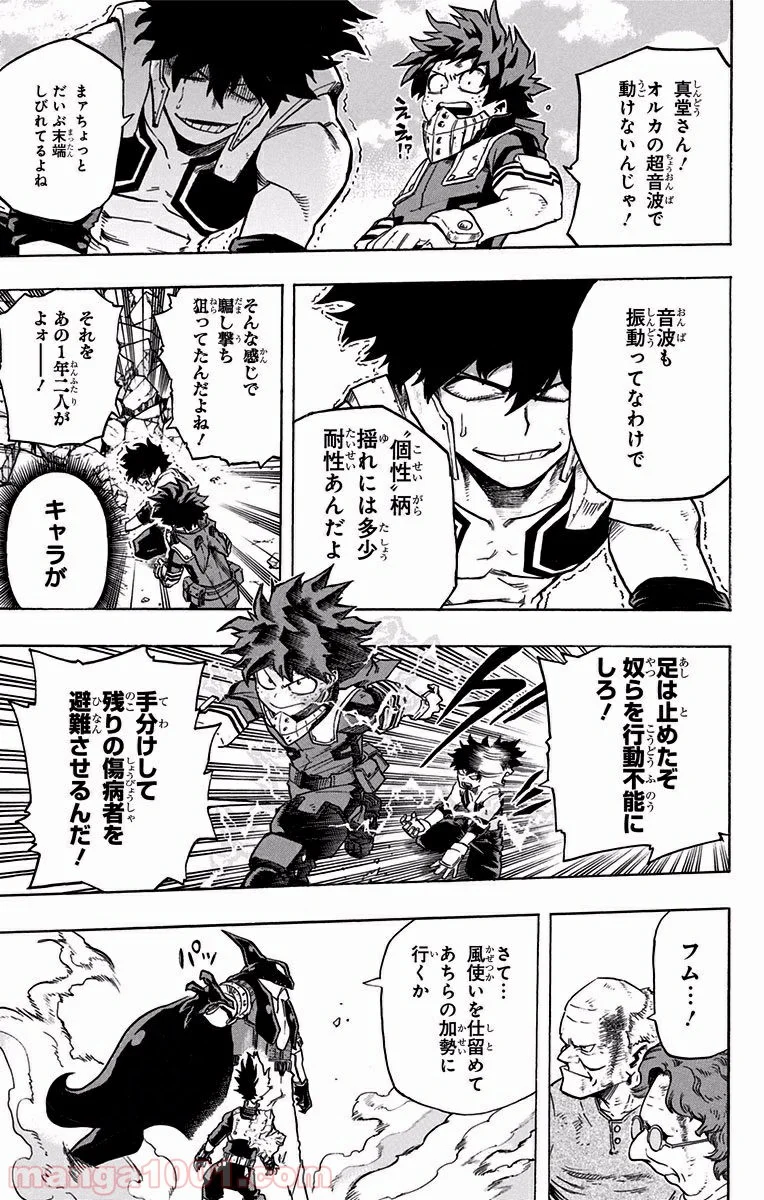 真堂さん!
オルカの超音波で
動けないんじゃ!
ええ!?
まァちょっと
だいぶ末端
しびれてるよね
音波も
振動ってなわけで
“個性”柄
揺れには多少
耐性あんだよ
そんな感じで
騙し撃ち
狙ってたんだよね!
それを
あの1年二人が
よォーー!
キャラが
足は止めたぞ
奴らを行動不能に
しろ!
手分けして
残りの傷病者を
避難させるんだ!
フム…!
さて…
風使いを仕留めて
あちらの加勢に
行くか
パッ
manga1001.com